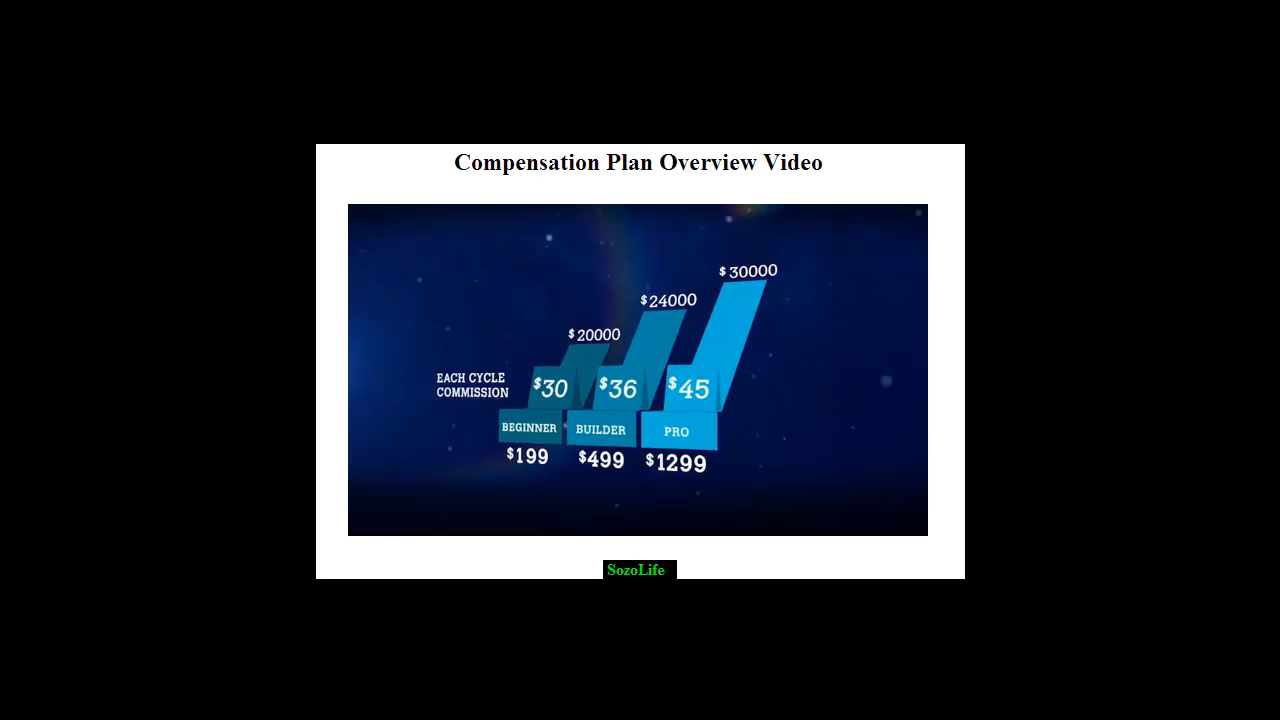 Compensation Plan Overview Video
$30000
$24000
$20000
EACH CYCLE
COMMISSION
$30 $36 $45
BEGINNER BUILDER PRO
$199 $499 $1299
SozoLife